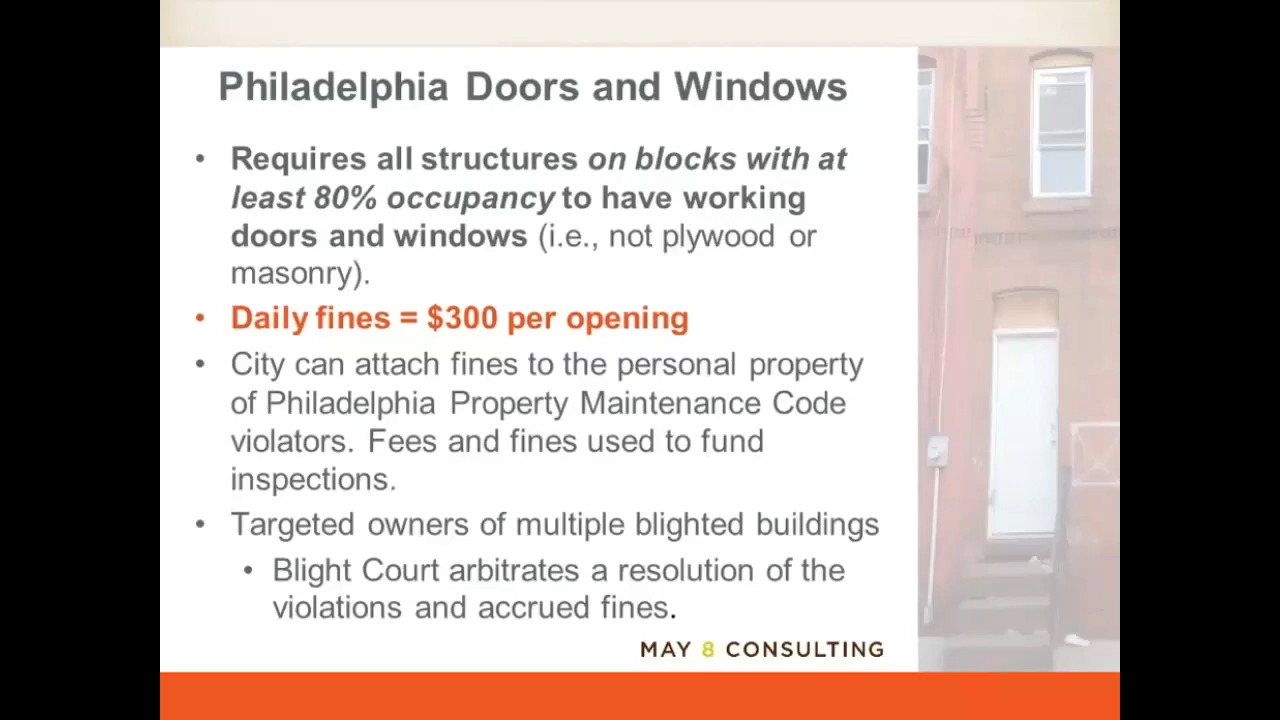 Philadelphia Doors and Windows
• Requires all structures on blocks with at
least 80% occupancy to have working
doors and windows (i.e., not plywood or
masonry).
• Daily fines = $300 per opening
• City can attach fines to the personal property
of Philadelphia Property Maintenance Code
violators. Fees and fines used to fund
inspections.
• Targeted owners of multiple blighted buildings
• Blight Court arbitrates a resolution of the
violations and accrued fines.
MAY 8 CONSULTING